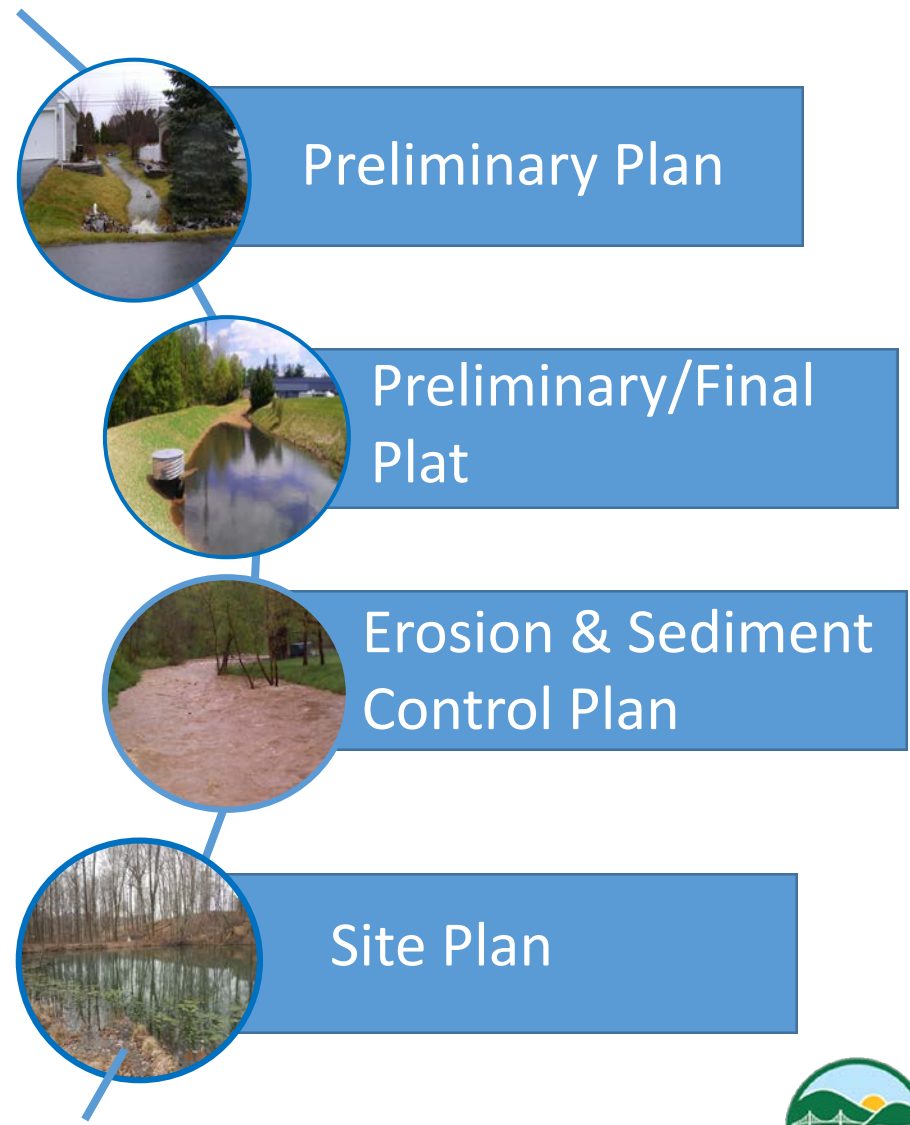 Preliminary Plan
Preliminary/Final
Plat
Erosion & Sediment
Control Plan
Site Plan